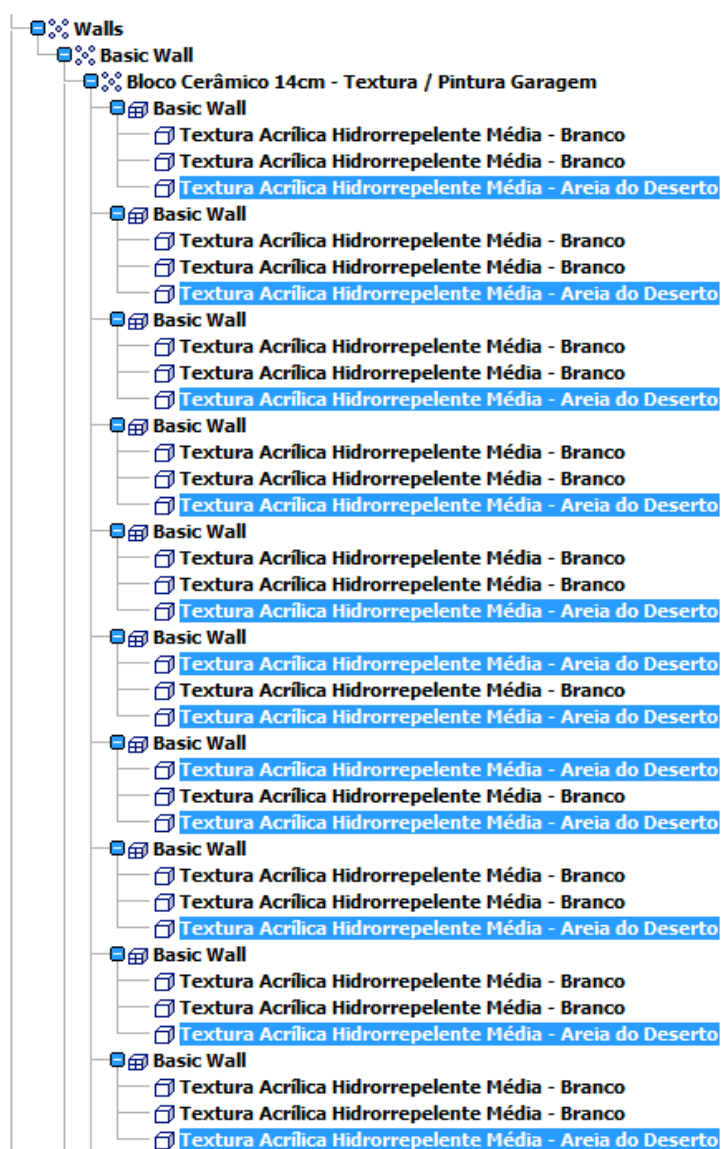 Walls
Basic Wall
Bloco Cerâmico 14cm - Textura / Pintura Garagem
Basic Wall
Textura Acrílica Hidrorrepelente Média - Branco
Textura Acrílica Hidrorrepelente Média - Branco
Textura Acrílica Hidrorrepelente Média - Areia do Deserto
Basic Wall
Textura Acrílica Hidrorrepelente Média - Branco
Textura Acrílica Hidrorrepelente Média - Branco
Textura Acrílica Hidrorrepelente Média - Areia do Deserto
Basic Wall
Textura Acrílica Hidrorrepelente Média - Branco
Textura Acrílica Hidrorrepelente Média - Branco
Textura Acrílica Hidrorrepelente Média - Areia do Deserto
Basic Wall
Textura Acrílica Hidrorrepelente Média - Branco
Textura Acrílica Hidrorrepelente Média - Branco
Textura Acrílica Hidrorrepelente Média - Areia do Deserto
Basic Wall
Textura Acrílica Hidrorrepelente Média - Branco
Textura Acrílica Hidrorrepelente Média - Branco
Textura Acrílica Hidrorrepelente Média - Areia do Deserto
Basic Wall
Textura Acrílica Hidrorrepelente Média - Areia do Deserto
Textura Acrílica Hidrorrepelente Média - Branco
Textura Acrílica Hidrorrepelente Média - Areia do Deserto
Basic Wall
Textura Acrílica Hidrorrepelente Média - Areia do Deserto
Textura Acrílica Hidrorrepelente Média - Branco
Textura Acrílica Hidrorrepelente Média - Areia do Deserto
Basic Wall
Textura Acrílica Hidrorrepelente Média - Branco
Textura Acrílica Hidrorrepelente Média - Branco
Textura Acrílica Hidrorrepelente Média - Areia do Deserto
Basic Wall
Textura Acrílica Hidrorrepelente Média - Branco
Textura Acrílica Hidrorrepelente Média - Branco
Textura Acrílica Hidrorrepelente Média - Areia do Deserto
Basic Wall
Textura Acrílica Hidrorrepelente Média - Branco
Textura Acrílica Hidrorrepelente Média - Branco
Textura Acrílica Hidrorrepelente Média - Areia do Deserto